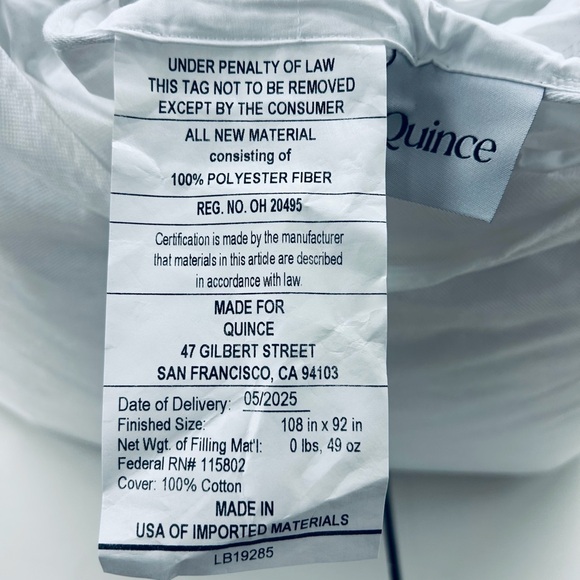 UNDER PENALTY OF LAW
THIS TAG NOT TO BE REMOVED
EXCEPT BY THE CONSUMER
ALL NEW MATERIAL
consisting of
100% POLYESTER FIBER
REG. NO. OH 20495
Certification is made by the manufacturer
that materials in this article are described
in accordance with law.
MADE FOR
QUINCE
47 GILBERT STREET
SAN FRANCISCO, CA 94103
Date of Delivery: 05/2025
Finished Size: 108 in x 92 in
Net Wgt. of Filling Mat'l: 0 lbs, 49 oz
Federal RN# 115802
Cover: 100% Cotton
MADE IN
USA OF IMPORTED MATERIALS
LB19285
Quince